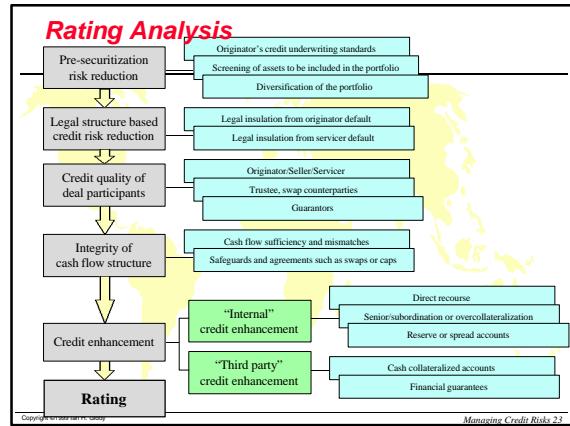 Rating Analysis
Pre-securitization
risk reduction
Originator's credit underwriting standards
Screening of assets to be included in the portfolio
Diversification of the portfolio
Legal structure based
credit risk reduction
Legal insulation from originator default
Legal insulation from servicer default
Credit quality of
deal participants
Originator/Seller/Servicer
Trustee, swap counterparties
Guarantors
Integrity of
cash flow structure
Cash flow sufficiency and mismatches
Safeguards and agreements such as swaps or caps
Credit enhancement
“Internal”
credit enhancement
Direct recourse
Senior/subordination or overcollateralization
Reserve or spread accounts
“Third party”
credit enhancement
Cash collateralized accounts
Financial guarantees
Rating
Copyright ©1999 Ian H. Giddy
Managing Credit Risks 23